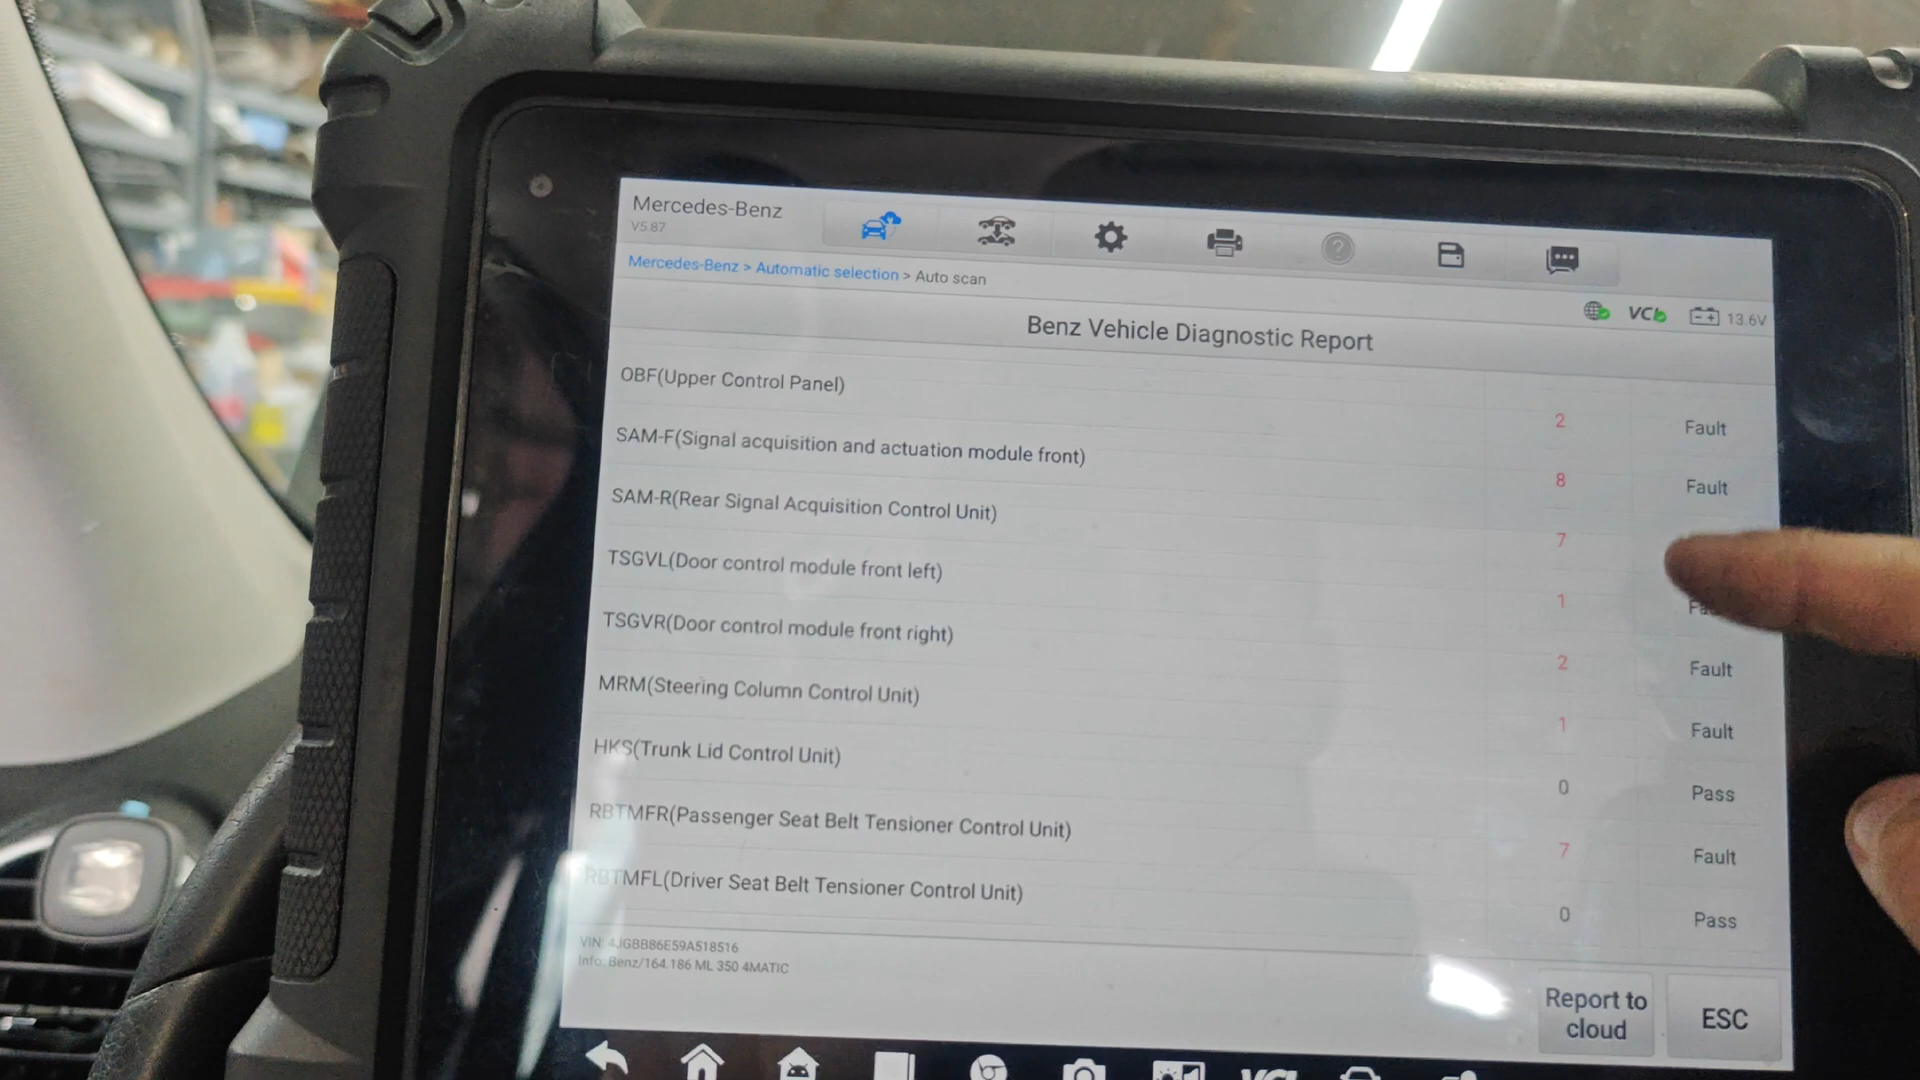 Mercedes-Benz
V5.87
Mercedes-Benz > Automatic selection > Auto scan
VCI 13.6V
Benz Vehicle Diagnostic Report
OBF(Upper Control Panel) 2 Fault
SAM-F(Signal acquisition and actuation module front) 8 Fault
SAM-R(Rear Signal Acquisition Control Unit) 7
TSGVL(Door control module front left) 1
TSGVR(Door control module front right) 2 Fault
MRM(Steering Column Control Unit) 1 Fault
HKS(Trunk Lid Control Unit) 0 Pass
RBTMFR(Passenger Seat Belt Tensioner Control Unit) 7 Fault
RBTMFL(Driver Seat Belt Tensioner Control Unit) 0 Pass
VIN: 4JGBB86E59A518516
Info: Benz/164.186 ML 350 4MATIC
Report to
cloud
ESC